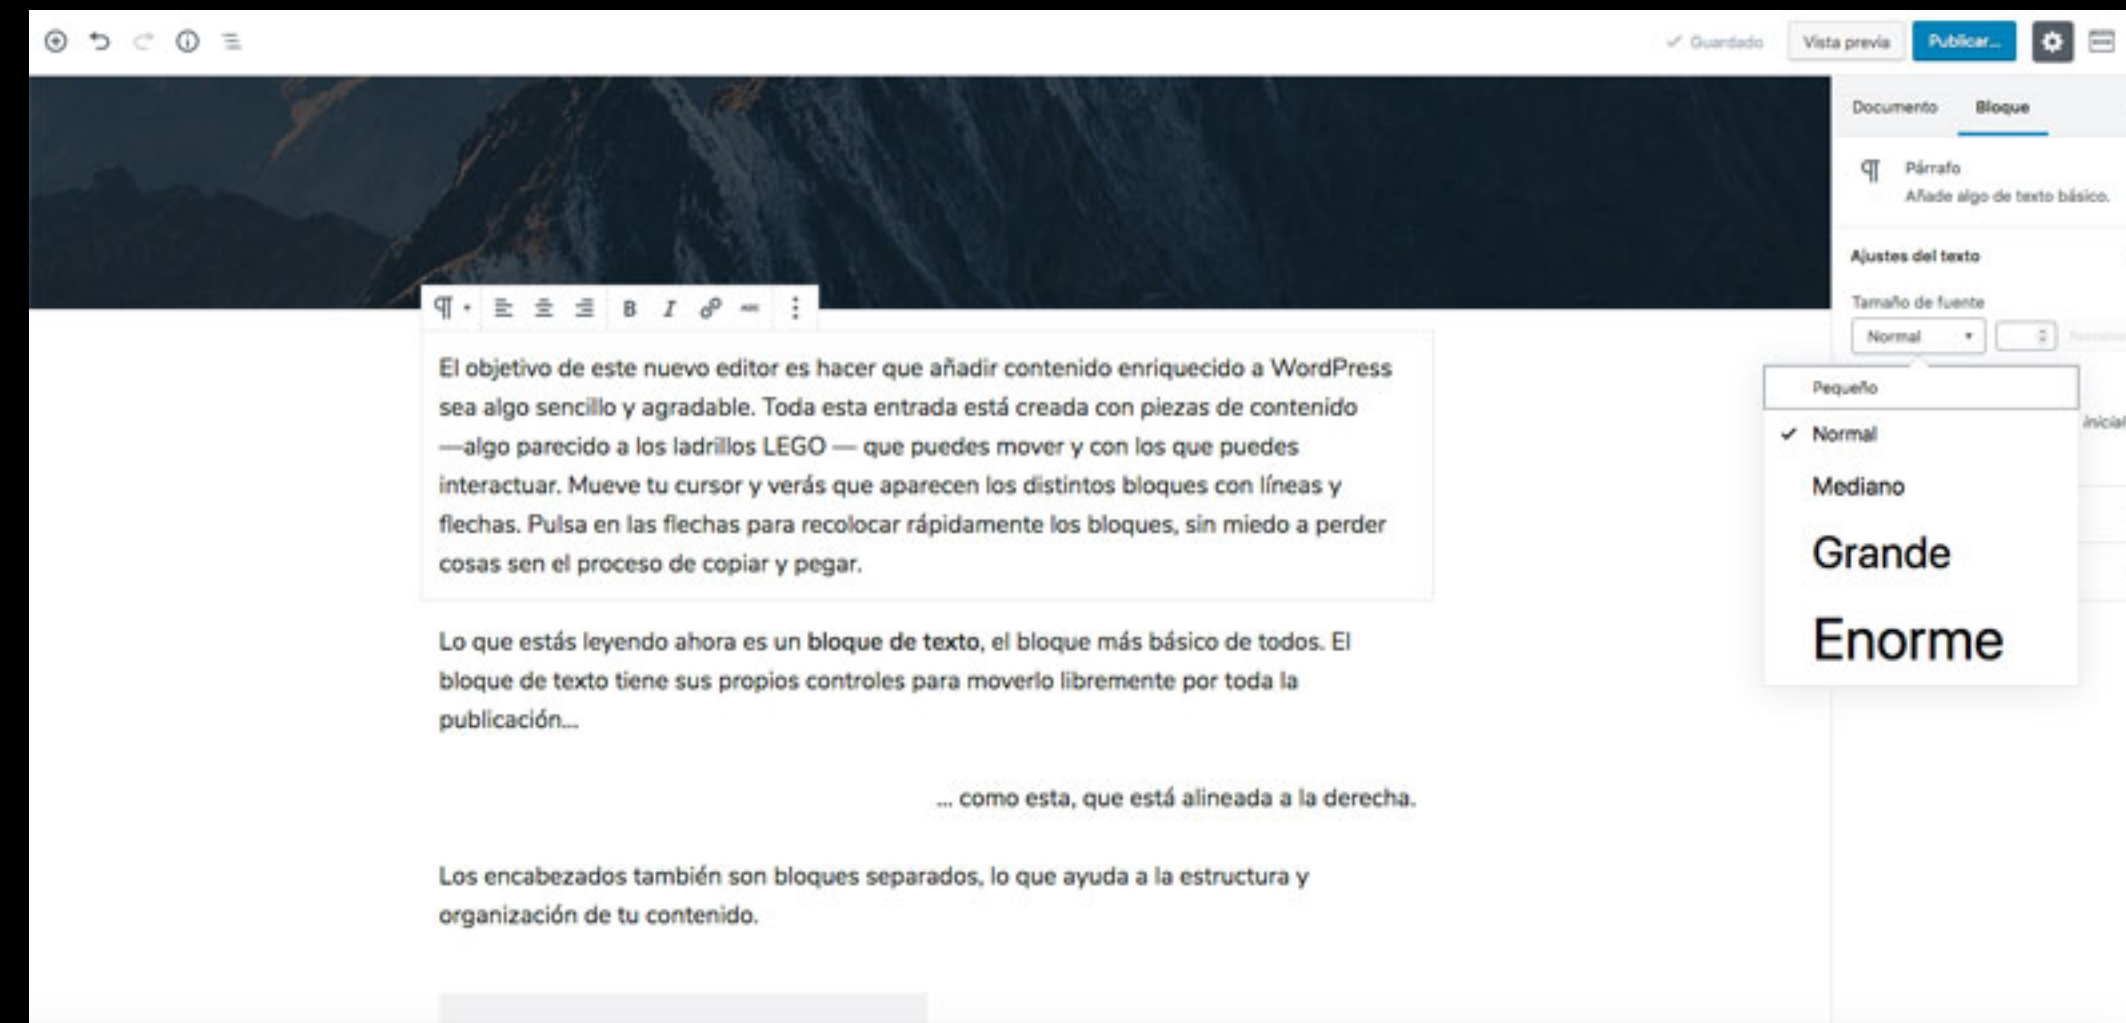 Guardado
Vista previa
Publicar...
Documento
Bloque
Párrafo
Añade algo de texto básico.
Ajustes del texto
Tamaño de fuente
Normal
Pequeño
Normal
Mediano
Grande
Enorme
inicial
B I
El objetivo de este nuevo editor es hacer que añadir contenido enriquecido a WordPress
sea algo sencillo y agradable. Toda esta entrada está creada con piezas de contenido
—algo parecido a los ladrillos LEGO — que puedes mover y con los que puedes
interactuar. Mueve tu cursor y verás que aparecen los distintos bloques con líneas y
flechas. Pulsa en las flechas para recolocar rápidamente los bloques, sin miedo a perder
cosas sen el proceso de copiar y pegar.
Lo que estás leyendo ahora es un bloque de texto, el bloque más básico de todos. El
bloque de texto tiene sus propios controles para moverlo libremente por toda la
publicación...
... como esta, que está alineada a la derecha.
Los encabezados también son bloques separados, lo que ayuda a la estructura y
organización de tu contenido.